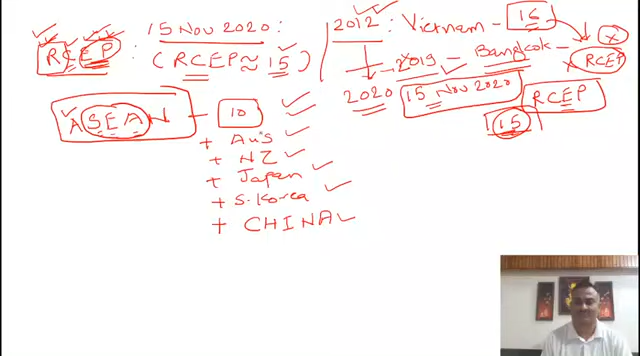 RCEP : 15 Nov 2020 :
(RCEP ≈ 15)
ASEAN - 10
+ Aus
+ NZ
+ Japan
+ S. Korea
+ CHINA
2012 : Vietnam - 16
2019 - Bangkok - RCEP
2020 15 Nov 2020 RCEP
15